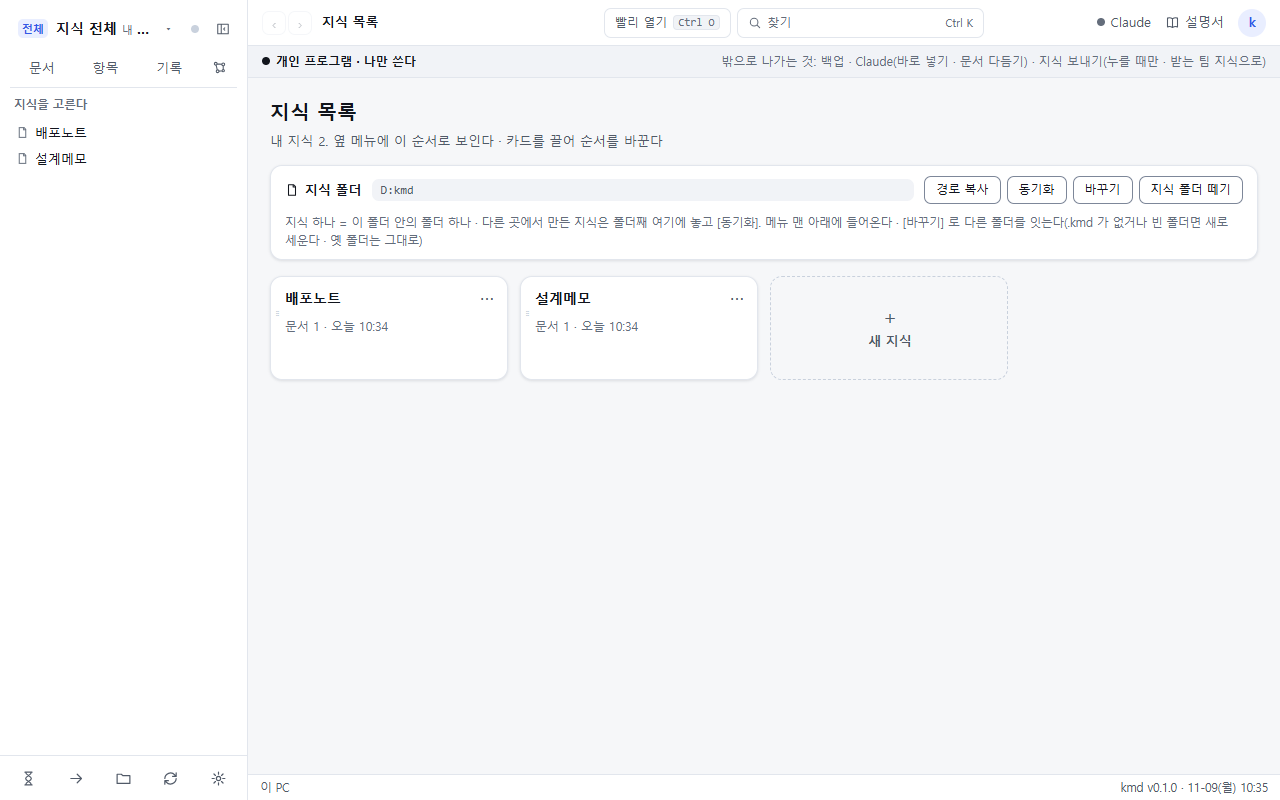 전체 지식 전체 내 ...
문서 항목 기록
지식을 고른다
배포노트
설계메모
지식 목록
빨리 열기 Ctrl O
찾기 Ctrl K
Claude 설명서 k
개인 프로그램 · 나만 쓴다
밖으로 나가는 것: 백업 · Claude(바로 넣기 · 문서 다듬기) · 지식 보내기(누를 때만 · 받는 팀 지식으로)
지식 목록
내 지식 2. 옆 메뉴에 이 순서로 보인다 · 카드를 끌어 순서를 바꾼다
지식 폴더 D:kmd 경로 복사 동기화 바꾸기 지식 폴더 떼기
지식 하나 = 이 폴더 안의 폴더 하나 · 다른 곳에서 만든 지식은 폴더째 여기에 놓고 [동기화]. 메뉴 맨 아래에 들어온다 · [바꾸기] 로 다른 폴더를 잇는다(.kmd 가 없거나 빈 폴더면 새로
세운다 · 옛 폴더는 그대로)
배포노트 ...
문서 1 · 오늘 10:34
설계메모 ...
문서 1 · 오늘 10:34
+
새 지식
이 PC
kmd v0.1.0 · 11-09(월) 10:35